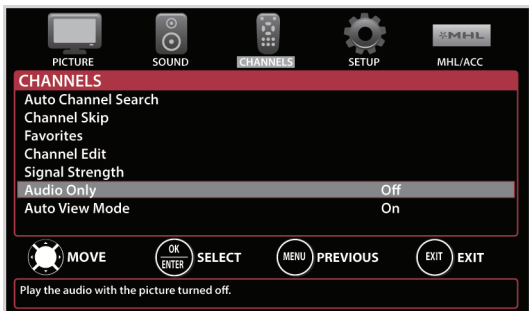 PICTURE SOUND CHANNELS SETUP MHL/ACC
MHL
CHANNELS
Auto Channel Search
Channel Skip
Favorites
Channel Edit
Signal Strength
Audio Only Off
Auto View Mode On
MOVE OK ENTER SELECT MENU PREVIOUS EXIT EXIT
Play the audio with the picture turned off.